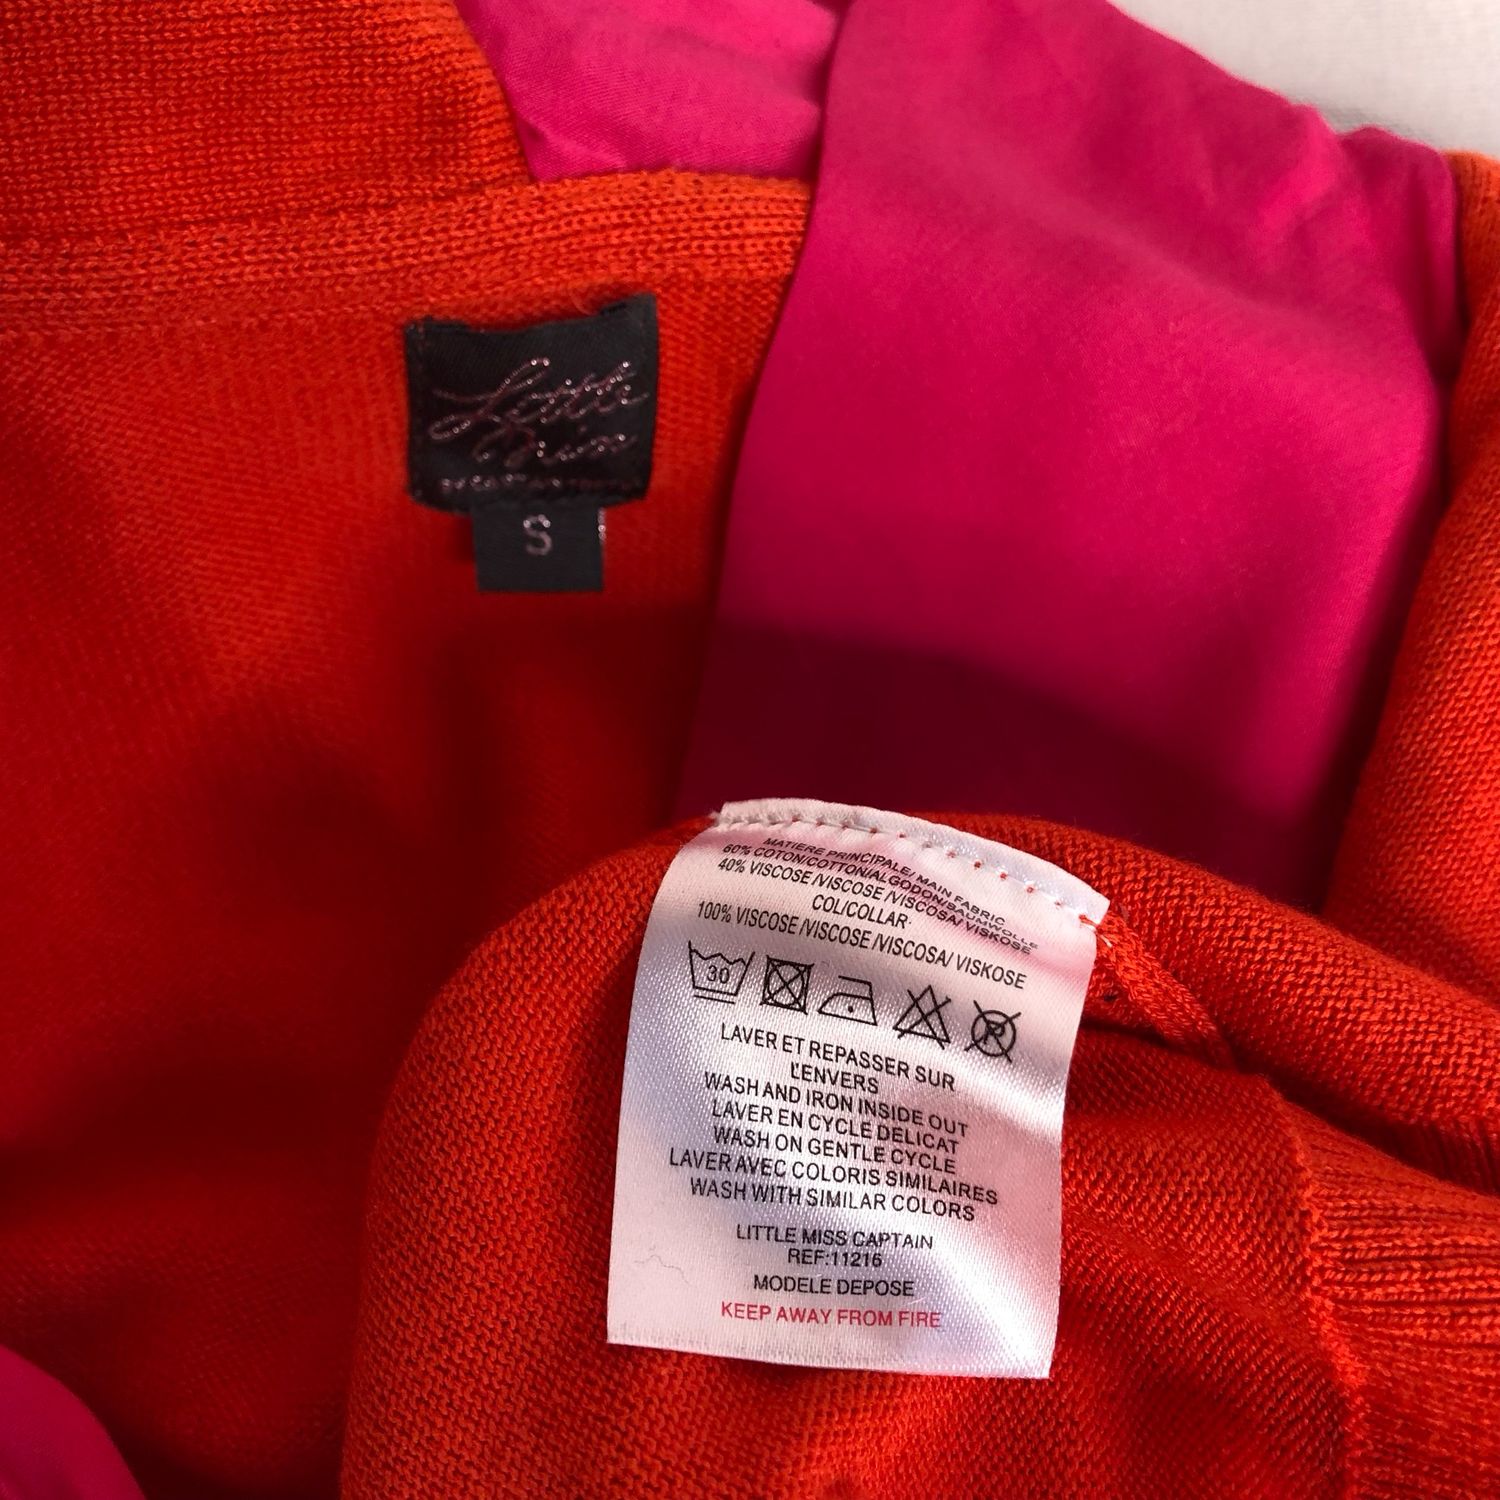 S
MATIERE PRINCIPALE/ MAIN FABRIC
60% COTON/COTTON/ALGODON/BAUMWOLLE
40% VISCOSE /VISCOSE /VISCOSA/ VISKOSE
COL/COLLAR
100% VISCOSE /VISCOSE /VISCOSA/ VISKOSE
30
P
LAVER ET REPASSER SUR
L'ENVERS
WASH AND IRON INSIDE OUT
LAVER EN CYCLE DELICAT
WASH ON GENTLE CYCLE
LAVER AVEC COLORIS SIMILAIRES
WASH WITH SIMILAR COLORS
LITTLE MISS CAPTAIN
REF:11216
MODELE DEPOSE
KEEP AWAY FROM FIRE